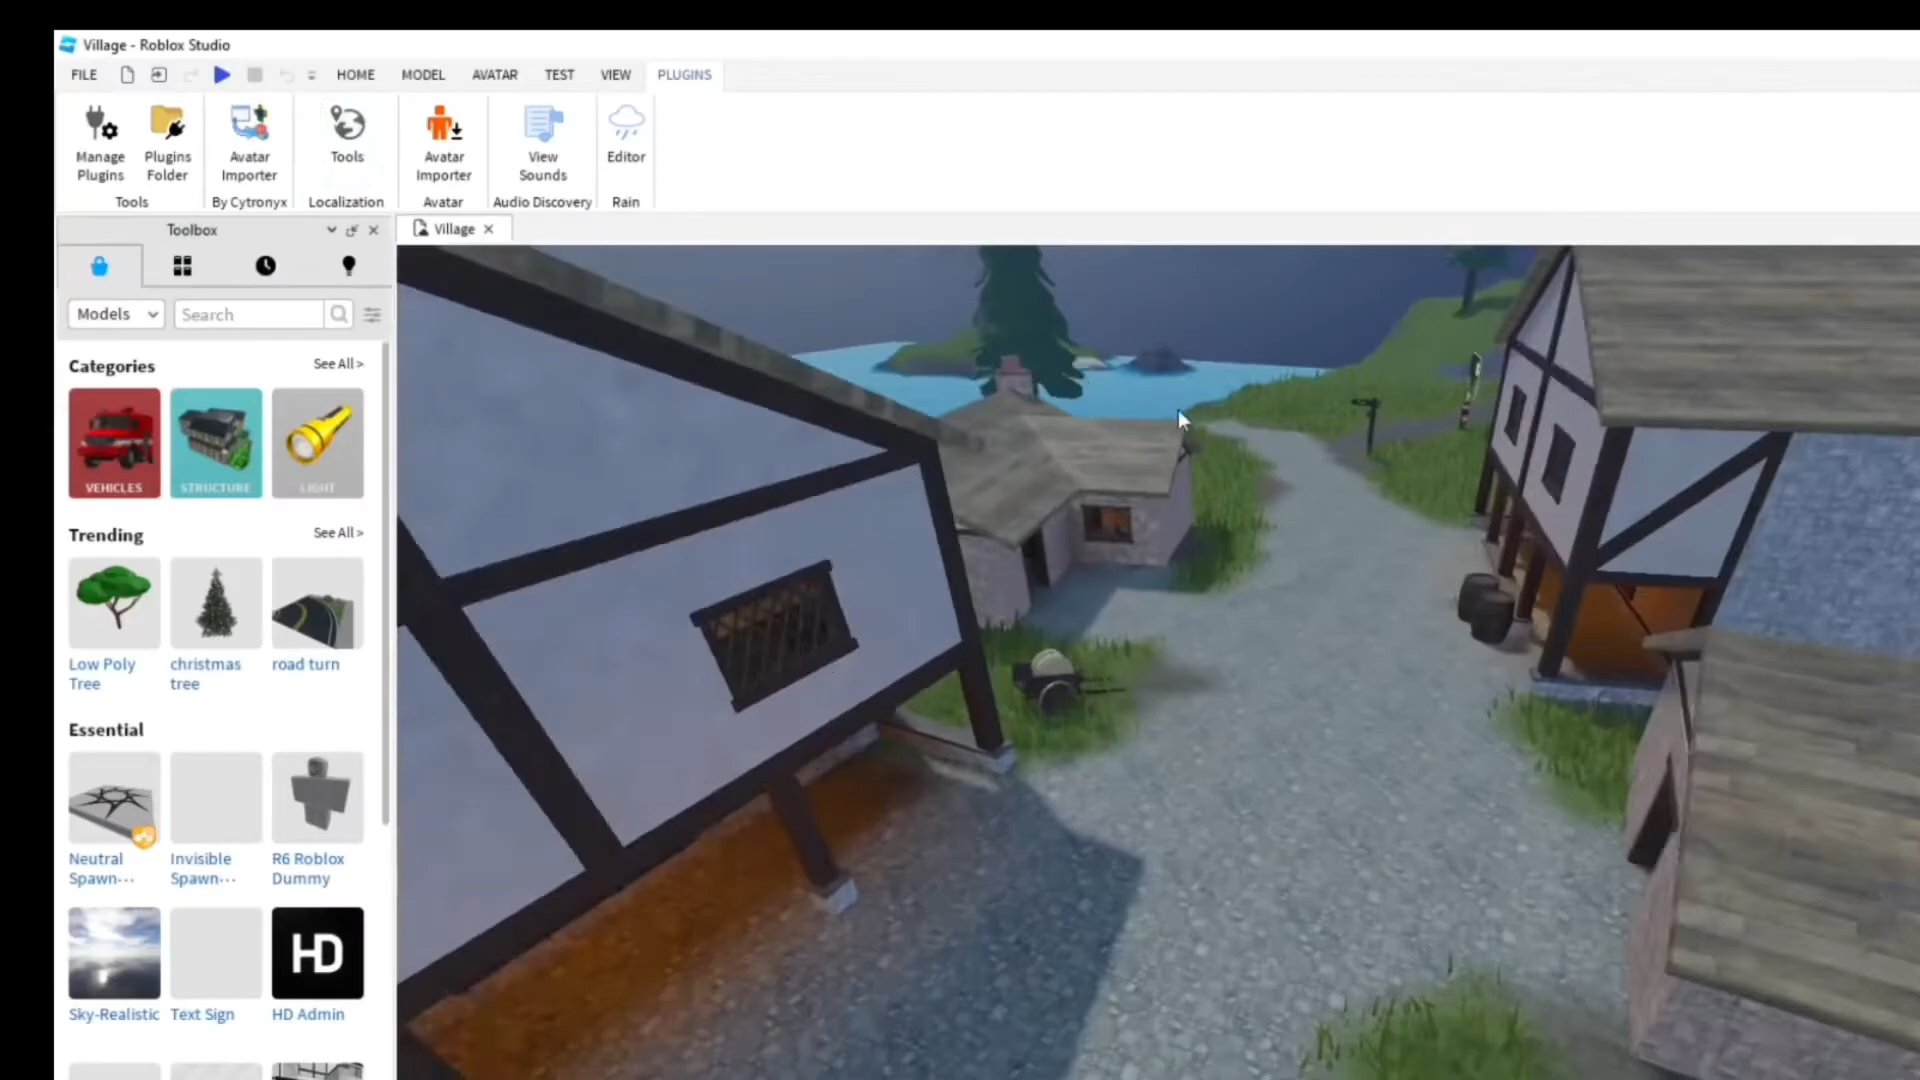 Village - Roblox Studio
FILE HOME MODEL AVATAR TEST VIEW PLUGINS
Manage Plugins
Plugins Folder
Avatar Importer
Tools
Avatar Importer
View Sounds
Editor
Tools
By Cytronyx
Localization
Avatar
Audio Discovery
Rain
Toolbox
Village
Models
Search
Categories
See All >
VEHICLES
STRUCTURE
LIGHT
Trending
See All >
Low Poly Tree
christmas tree
road turn
Essential
Neutral Spawn...
Invisible Spawn...
R6 Roblox Dummy
HD
Sky-Realistic
Text Sign
HD Admin